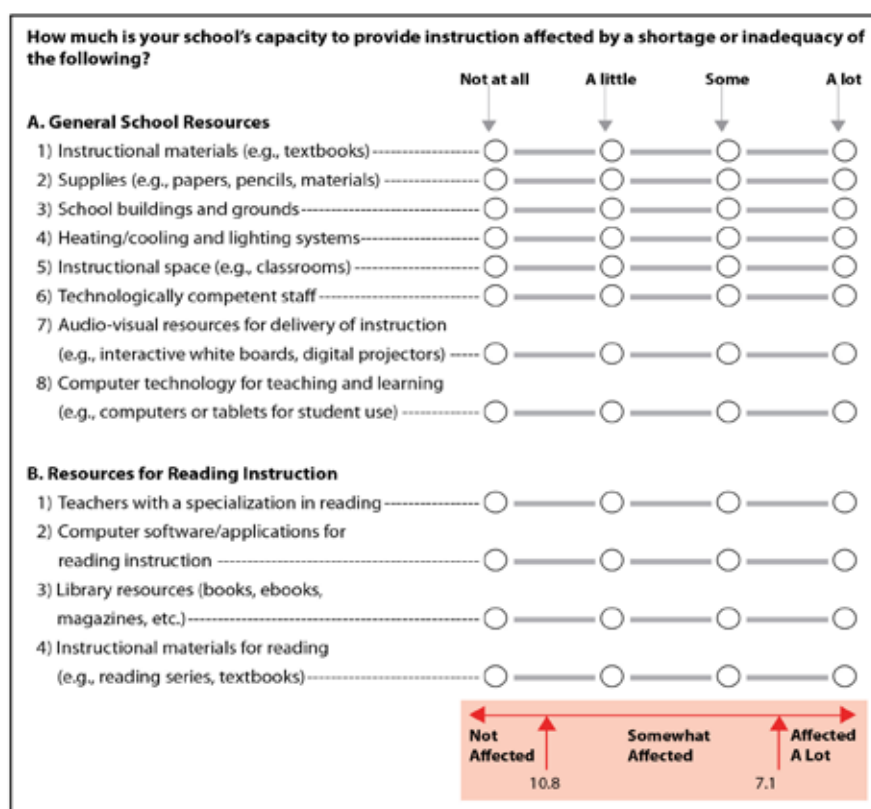 How much is your school's capacity to provide instruction affected by a shortage or inadequacy of
the following?
Not at all A little Some A lot
A. General School Resources
1) Instructional materials (e.g., textbooks)
2) Supplies (e.g., papers, pencils, materials)
3) School buildings and grounds
4) Heating/cooling and lighting systems
5) Instructional space (e.g., classrooms)
6) Technologically competent staff
7) Audio-visual resources for delivery of instruction
(e.g., interactive white boards, digital projectors)
8) Computer technology for teaching and learning
(e.g., computers or tablets for student use)
B. Resources for Reading Instruction
1) Teachers with a specialization in reading
2) Computer software/applications for
reading instruction
3) Library resources (books, ebooks,
magazines, etc.)
4) Instructional materials for reading
(e.g., reading series, textbooks)
Not Somewhat Affected
Affected Affected A Lot
10.8 7.1